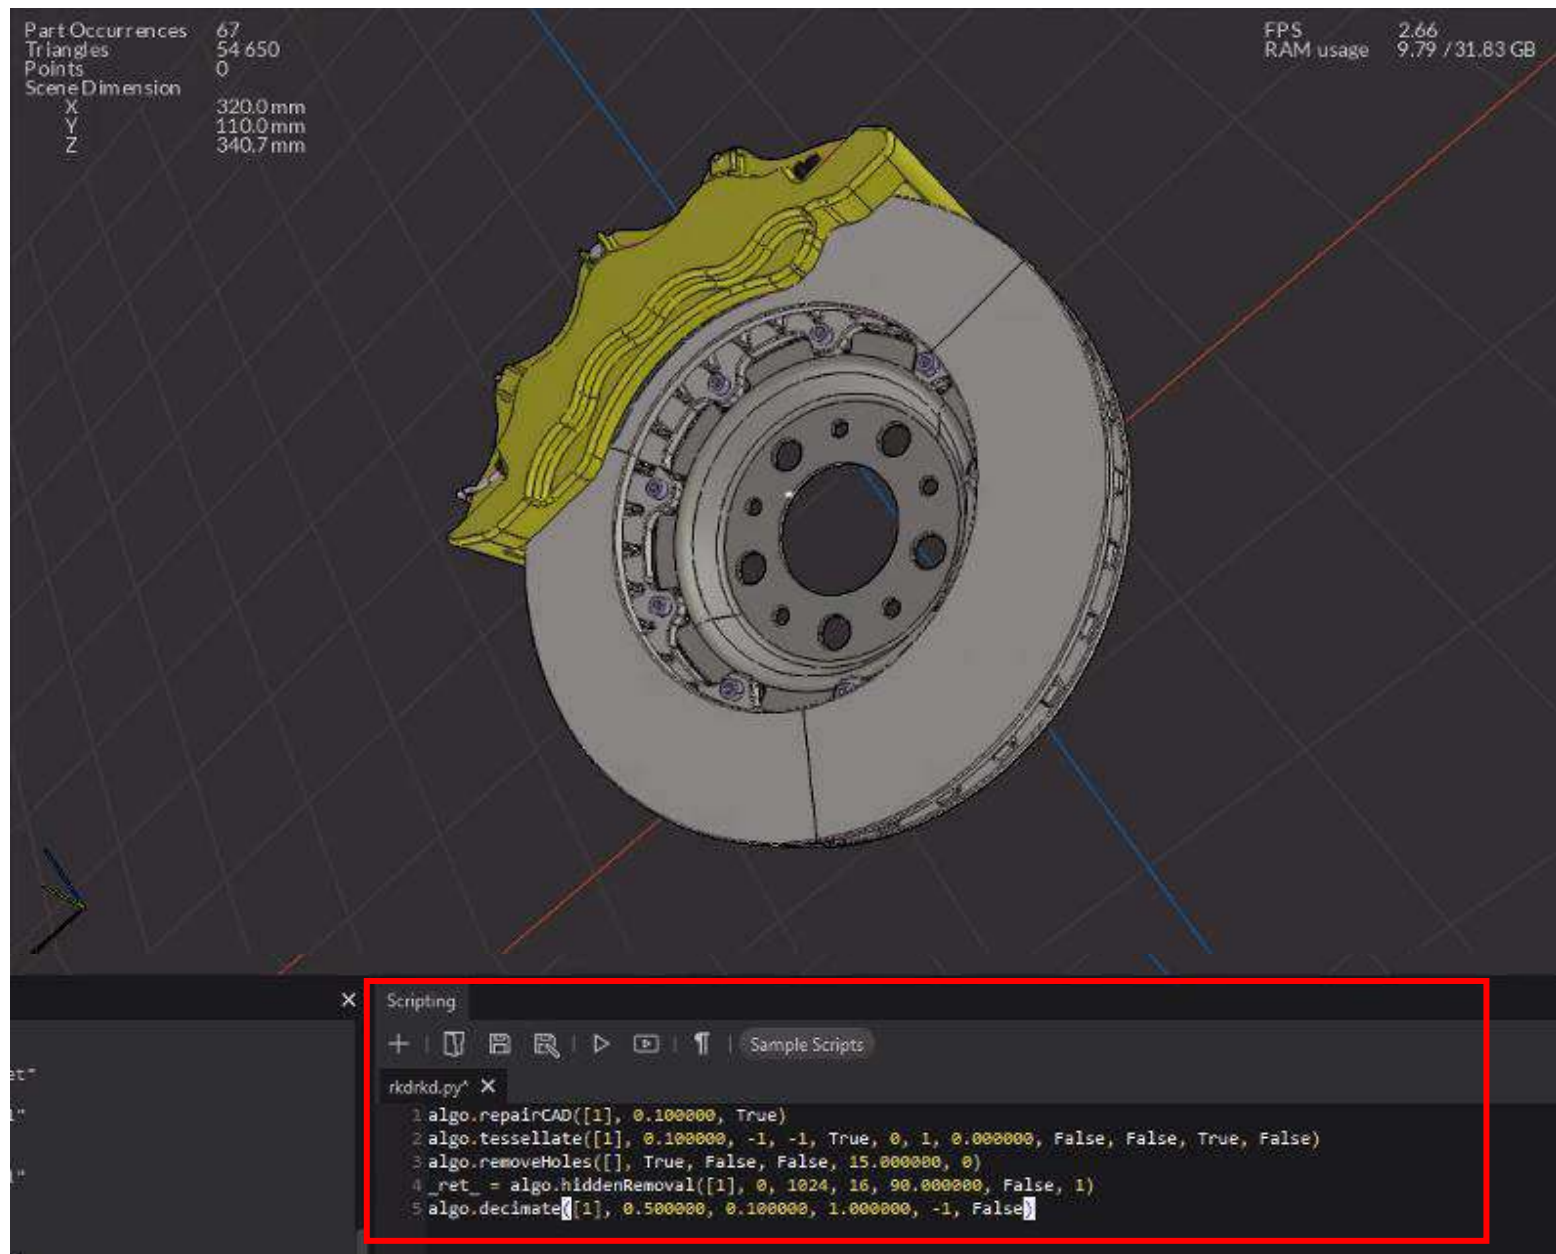 Part Occurrences 67
Triangles 54 650
Points 0
Scene Dimension
X 320.0 mm
Y 110.0 mm
Z 340.7 mm
FPS 2.66
RAM usage 9.79 / 31.83 GB
et"
"
"
Scripting
Sample Scripts
rkdrkd.py*
1 algo.repairCAD([1], 0.100000, True)
2 algo.tessellate([1], 0.100000, -1, -1, True, 0, 1, 0.000000, False, False, True, False)
3 algo.removeHoles([], True, False, False, 15.000000, 0)
4 _ret_ = algo.hiddenRemoval([1], 0, 1024, 16, 90.000000, False, 1)
5 algo.decimate([1], 0.500000, 0.100000, 1.000000, -1, False)